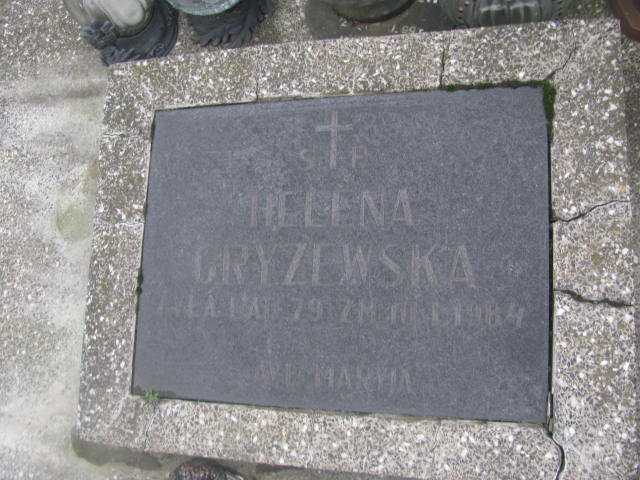 S P
HELENA
GRYZEWSKA
ŻYŁA LAT 79 ZM. 10.I.1984
AVE MARYJA